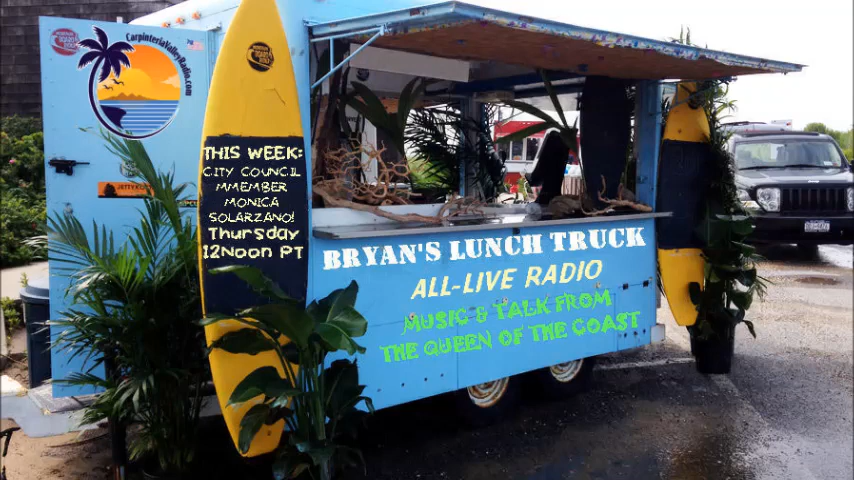 CarpinteriaValleyRadio.com
THIS WEEK:
CITY COUNCIL
MMEMBER
MONICA
SOLARZANO!
Thursday
12Noon PT
BRYAN'S LUNCH TRUCK
ALL-LIVE RADIO
MUSIC & TALK FROM
THE QUEEN OF THE COAST